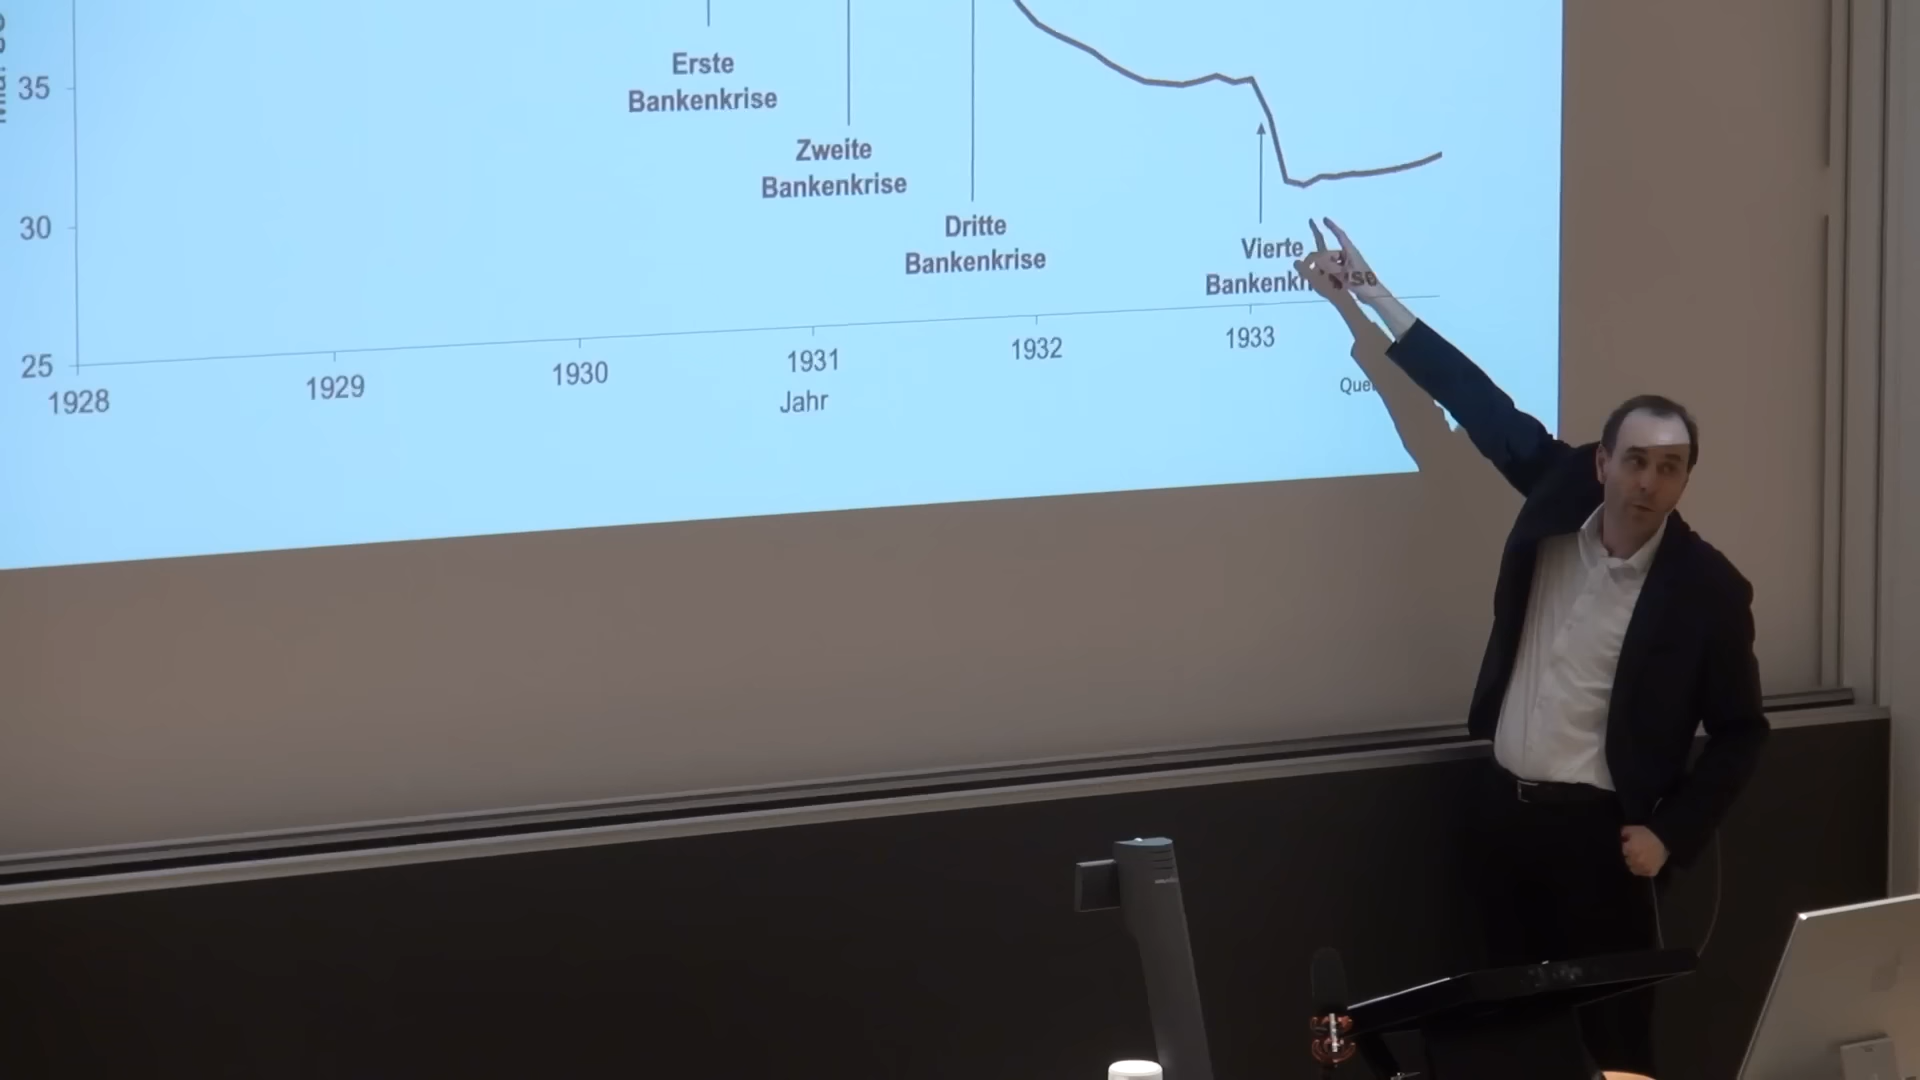 35
Erste
Bankenkrise
Zweite
Bankenkrise
Dritte
Bankenkrise
30
Vierte
25
1928
1929
1930
1931
1932
1933
Jahr